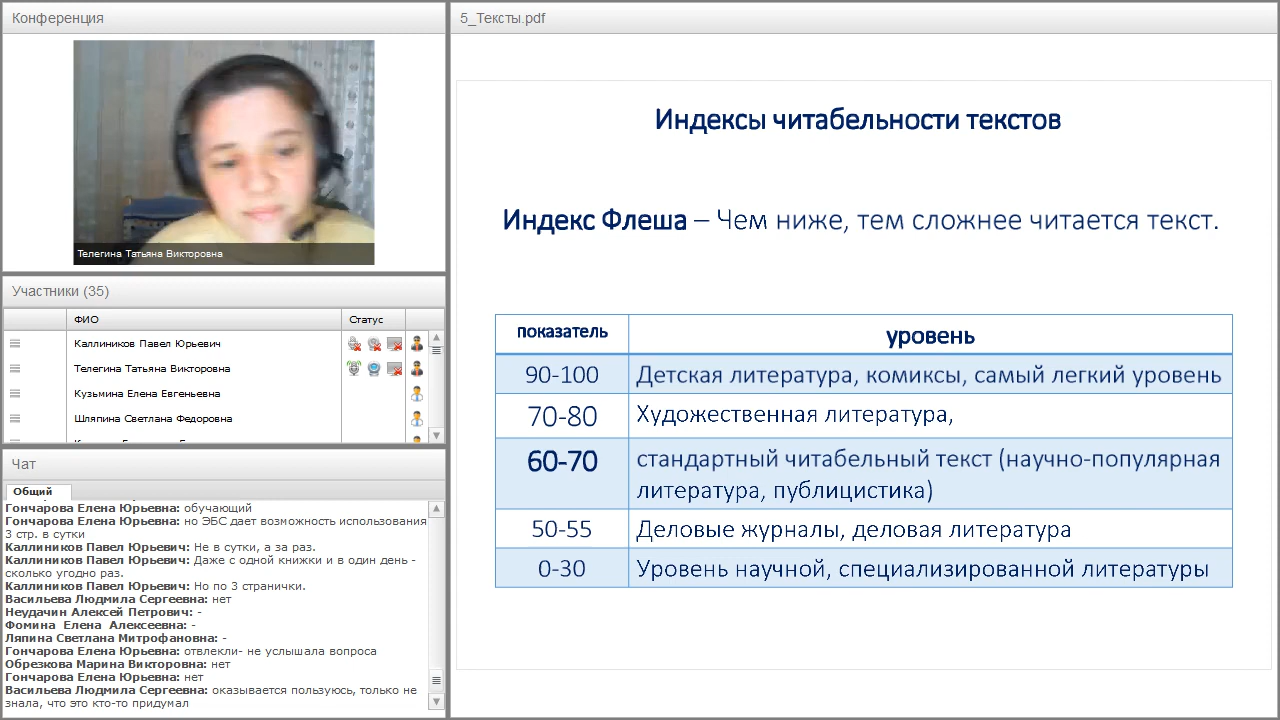 Конференция
Телегина Татьяна Викторовна
Участники (35)
ФИО
Статус
Каллиников Павел Юрьевич
Телегина Татьяна Викторовна
Кузьмина Елена Евгеньевна
Шляпина Светлана Федоровна
Чат
Общий
Гончарова Елена Юрьевна: обучающий
Гончарова Елена Юрьевна: но ЭБС дает возможность использования
3 стр. в сутки
Каллиников Павел Юрьевич: Не в сутки, а за раз.
Каллиников Павел Юрьевич: Даже с одной книжки и в один день -
сколько угодно раз.
Каллиников Павел Юрьевич: Но по 3 странички.
Васильева Людмила Сергеевна: нет
Неудачин Алексей Петрович: -
Фомина Елена Алексеевна: -
Ляпина Светлана Митрофановна: -
Гончарова Елена Юрьевна: отвлекли- не услышала вопроса
Обрезкова Марина Викторовна: нет
Гончарова Елена Юрьевна: нет
Васильева Людмила Сергеевна: оказывается пользуюсь, только не
знала, что это кто-то придумал
5_Тексты.pdf
Индексы читабельности текстов
Индекс Флеша – Чем ниже, тем сложнее читается текст.
показатель
уровень
90-100
Детская литература, комиксы, самый легкий уровень
70-80
Художественная литература,
60-70
стандартный читабельный текст (научно-популярная
литература, публицистика)
50-55
Деловые журналы, деловая литература
0-30
Уровень научной, специализированной литературы